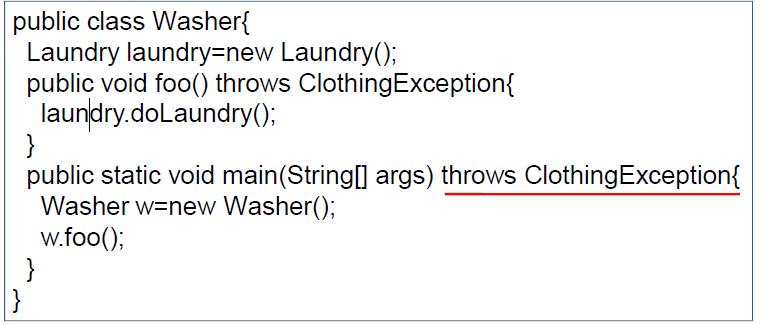 public class Washer{
Laundry laundry=new Laundry();
public void foo() throws ClothingException{
laundry.doLaundry();
}
public static void main(String[] args) throws ClothingException{
Washer w=new Washer();
w.foo();
}
}